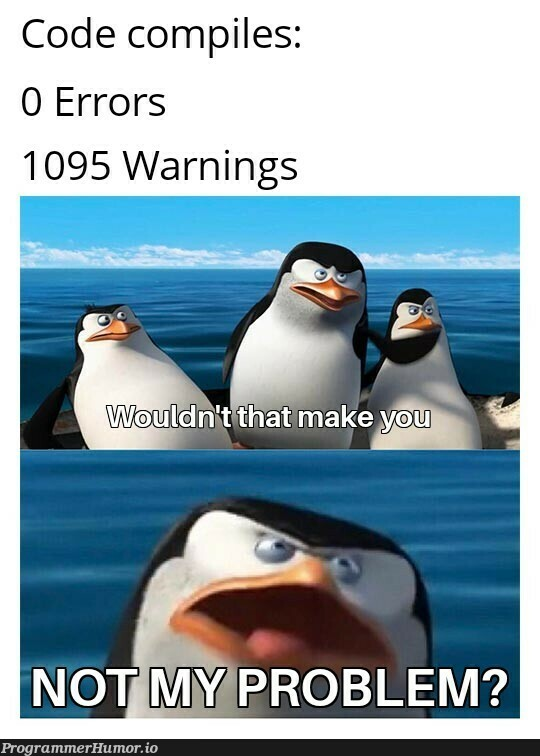 Code compiles:
0 Errors
1095 Warnings
Wouldn't that make you
NOT MY PROBLEM?
ProgrammerHumor.io